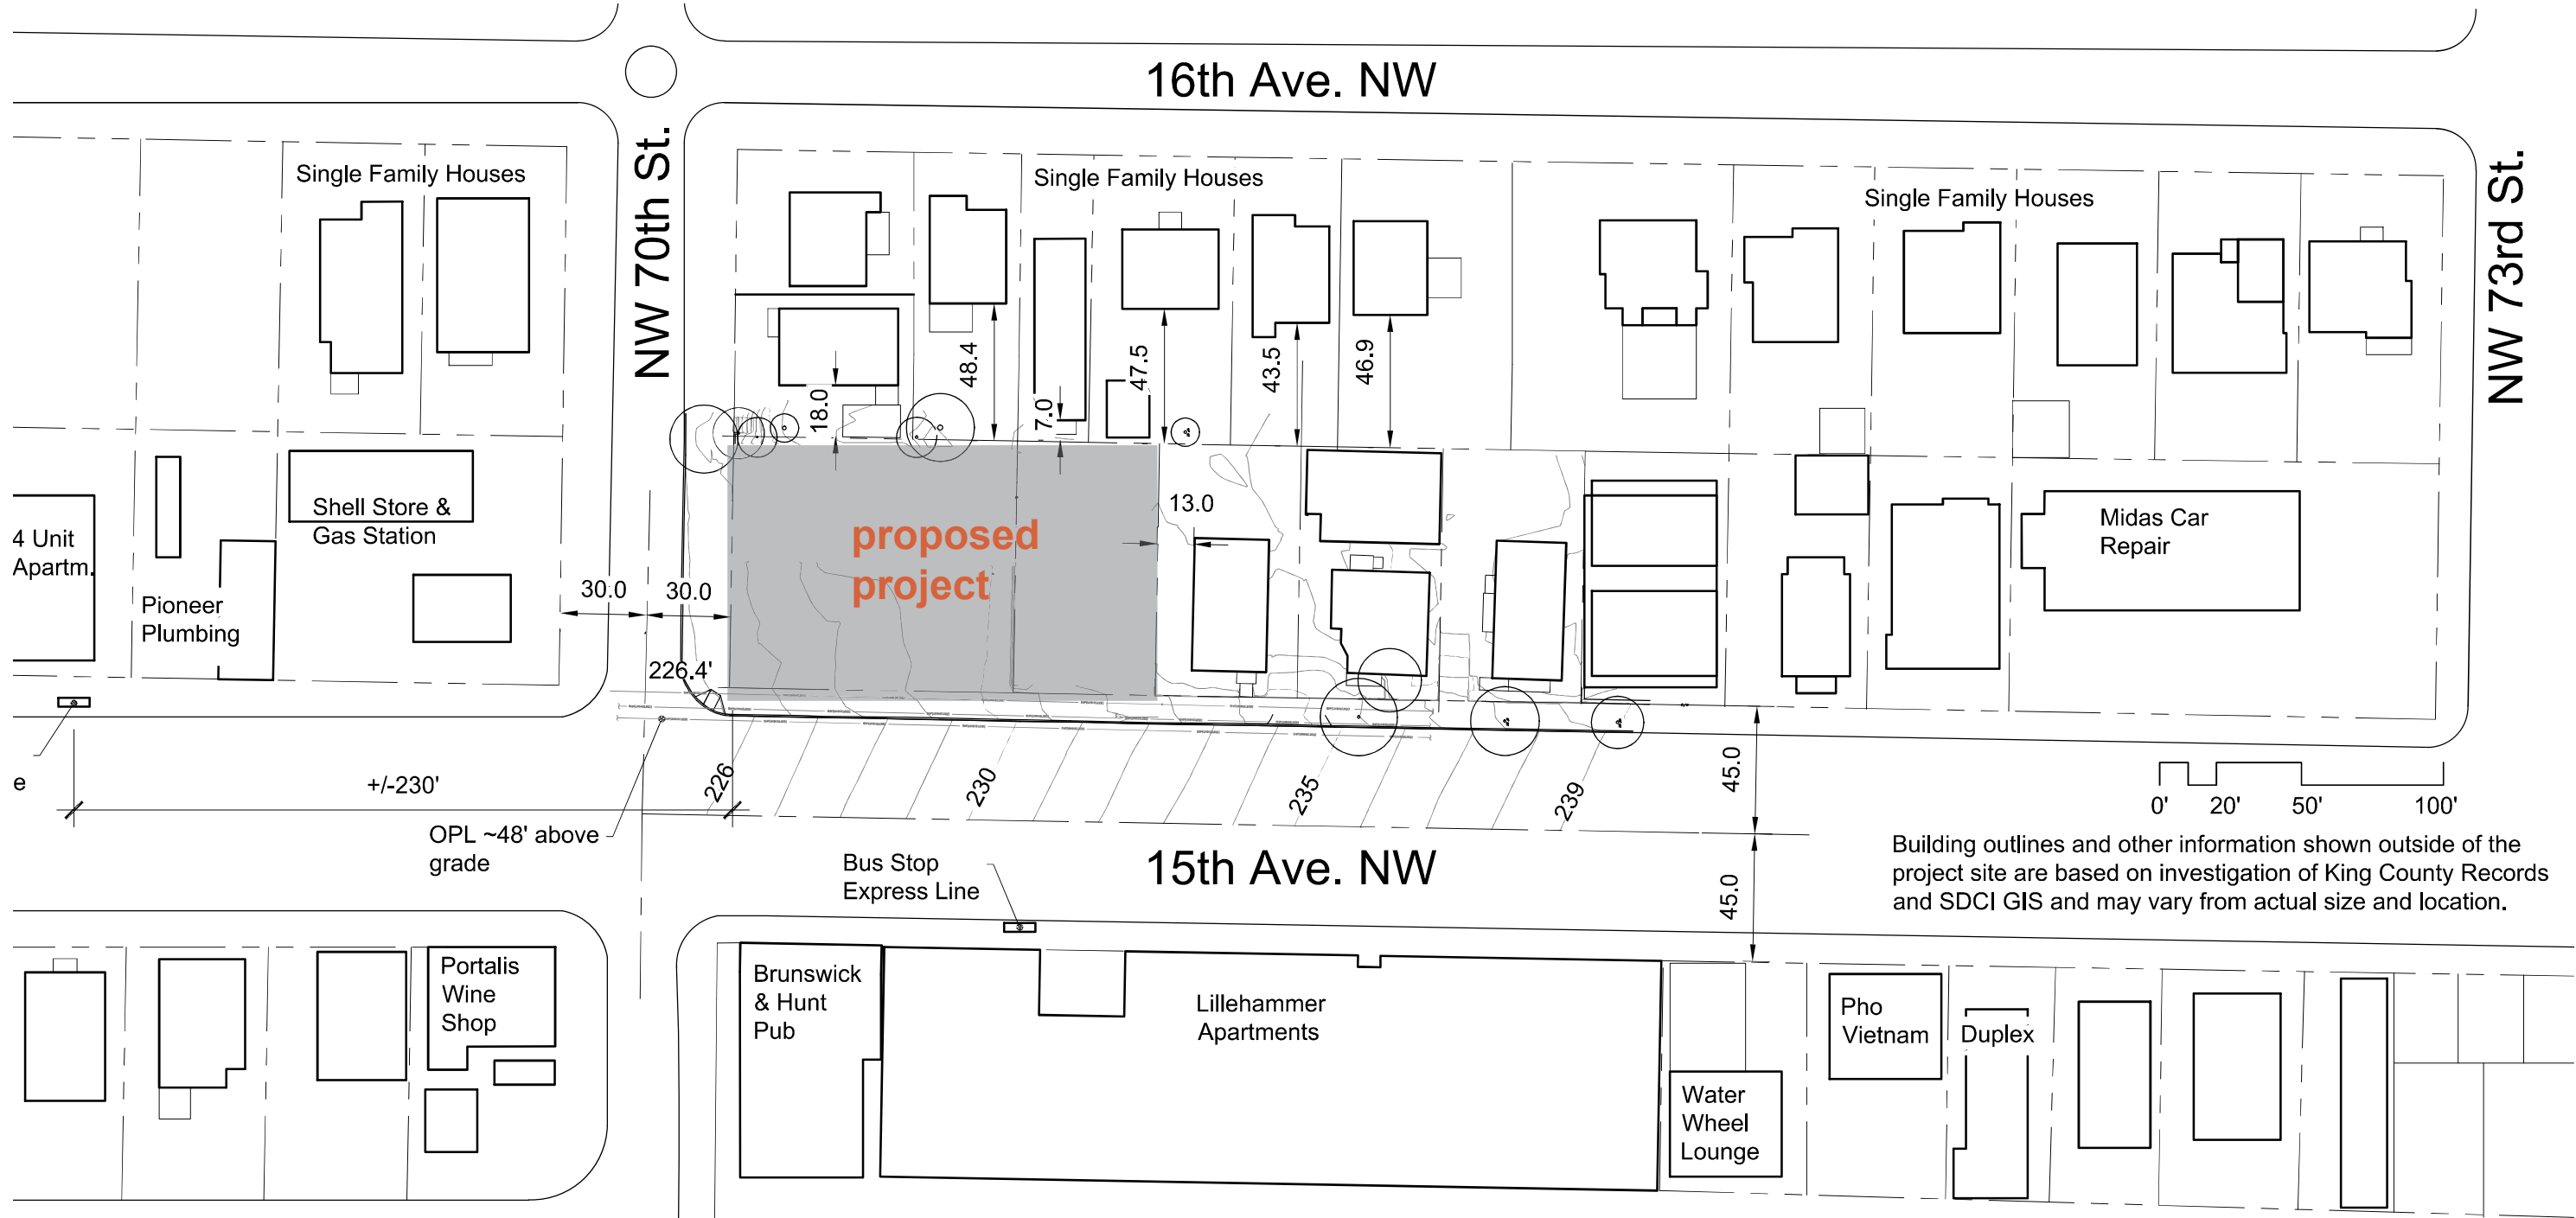 16th Ave. NW
NW 70th St.
NW 73rd St.
Single Family Houses
Single Family Houses
Single Family Houses
48.4
47.5
43.5
46.9
18.0
7.0
13.0
4 Unit
Apartm.
Pioneer
Plumbing
Shell Store &
Gas Station
30.0
30.0
proposed
project
Midas Car
Repair
226.4'
226
230
235
239
e
+/-230'
OPL ~48' above
grade
Bus Stop
Express Line
15th Ave. NW
45.0
45.0
0' 20' 50' 100'
Building outlines and other information shown outside of the
project site are based on investigation of King County Records
and SDCI GIS and may vary from actual size and location.
Portalis
Wine
Shop
Brunswick
& Hunt
Pub
Lillehammer
Apartments
Water
Wheel
Lounge
Pho
Vietnam
Duplex